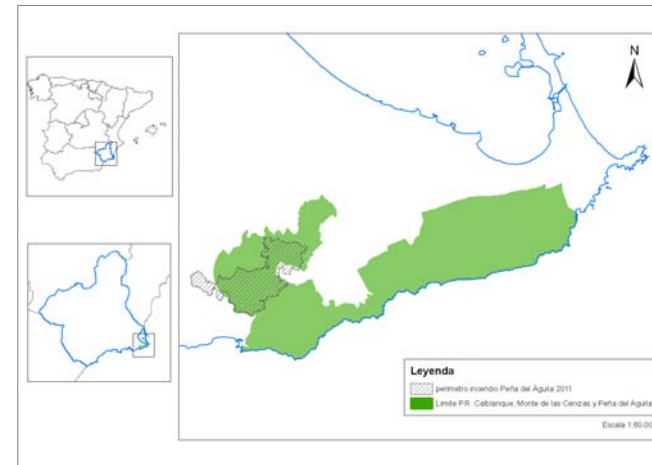 N
Leyenda
perimetro incendio Peña del Águila 2011
Límite P.R. Calblanque, Monte de las Cenizas y Peña del Águila
Escala 1:60.00